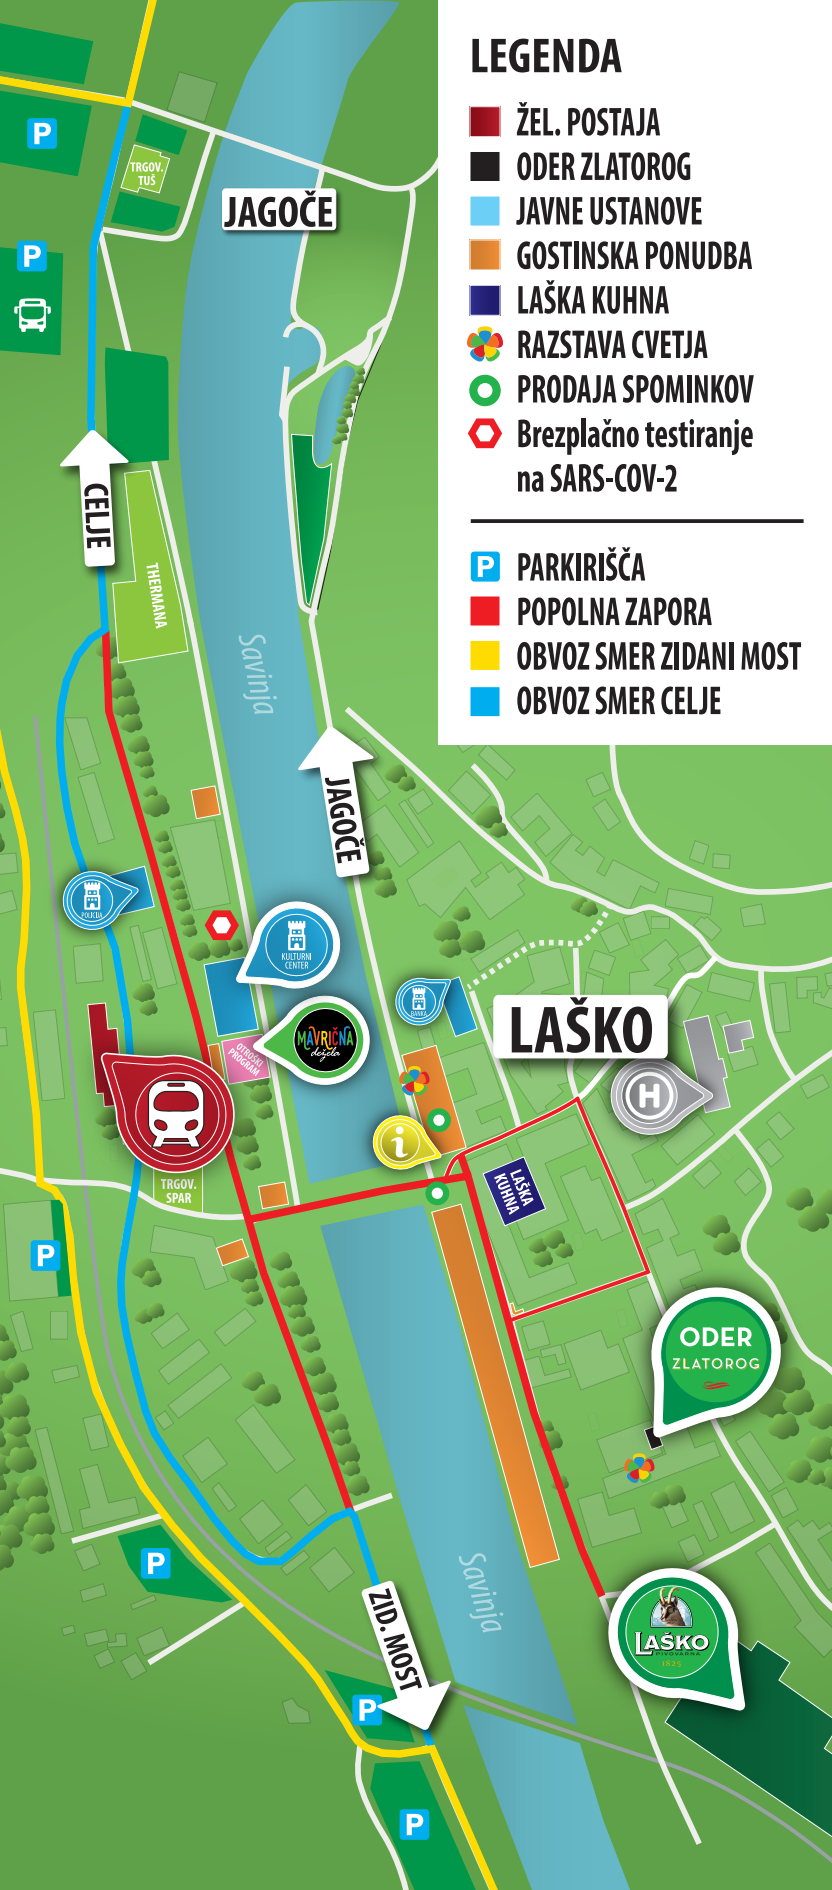 LEGENDA
ŽEL. POSTAJA
ODER ZLATOROG
JAVNE USTANOVE
GOSTINSKA PONUDBA
LAŠKA KUHNA
RAZSTAVA CVETJA
PRODAJA SPOMINKOV
Brezplačno testiranje
na SARS-COV-2
P PARKIRIŠČA
POPOLNA ZAPORA
OBVOZ SMER ZIDANI MOST
OBVOZ SMER CELJE
P
TRGOV.
TUŠ
JAGOČE
P
CELJE
THERMANA
Savinja
JAGOČE
POLICIJA
KULTURNI
CENTER
BANKA
LAŠKO
MAVRIČNA
dežela
OTROŠKI
PROGRAM
H
i
TRGOV.
SPAR
LAŠKA
KUHNA
P
ODER
ZLATOROG
P
Savinja
ZID. MOST
LAŠKO
PIVOVARNA
1825
P
P